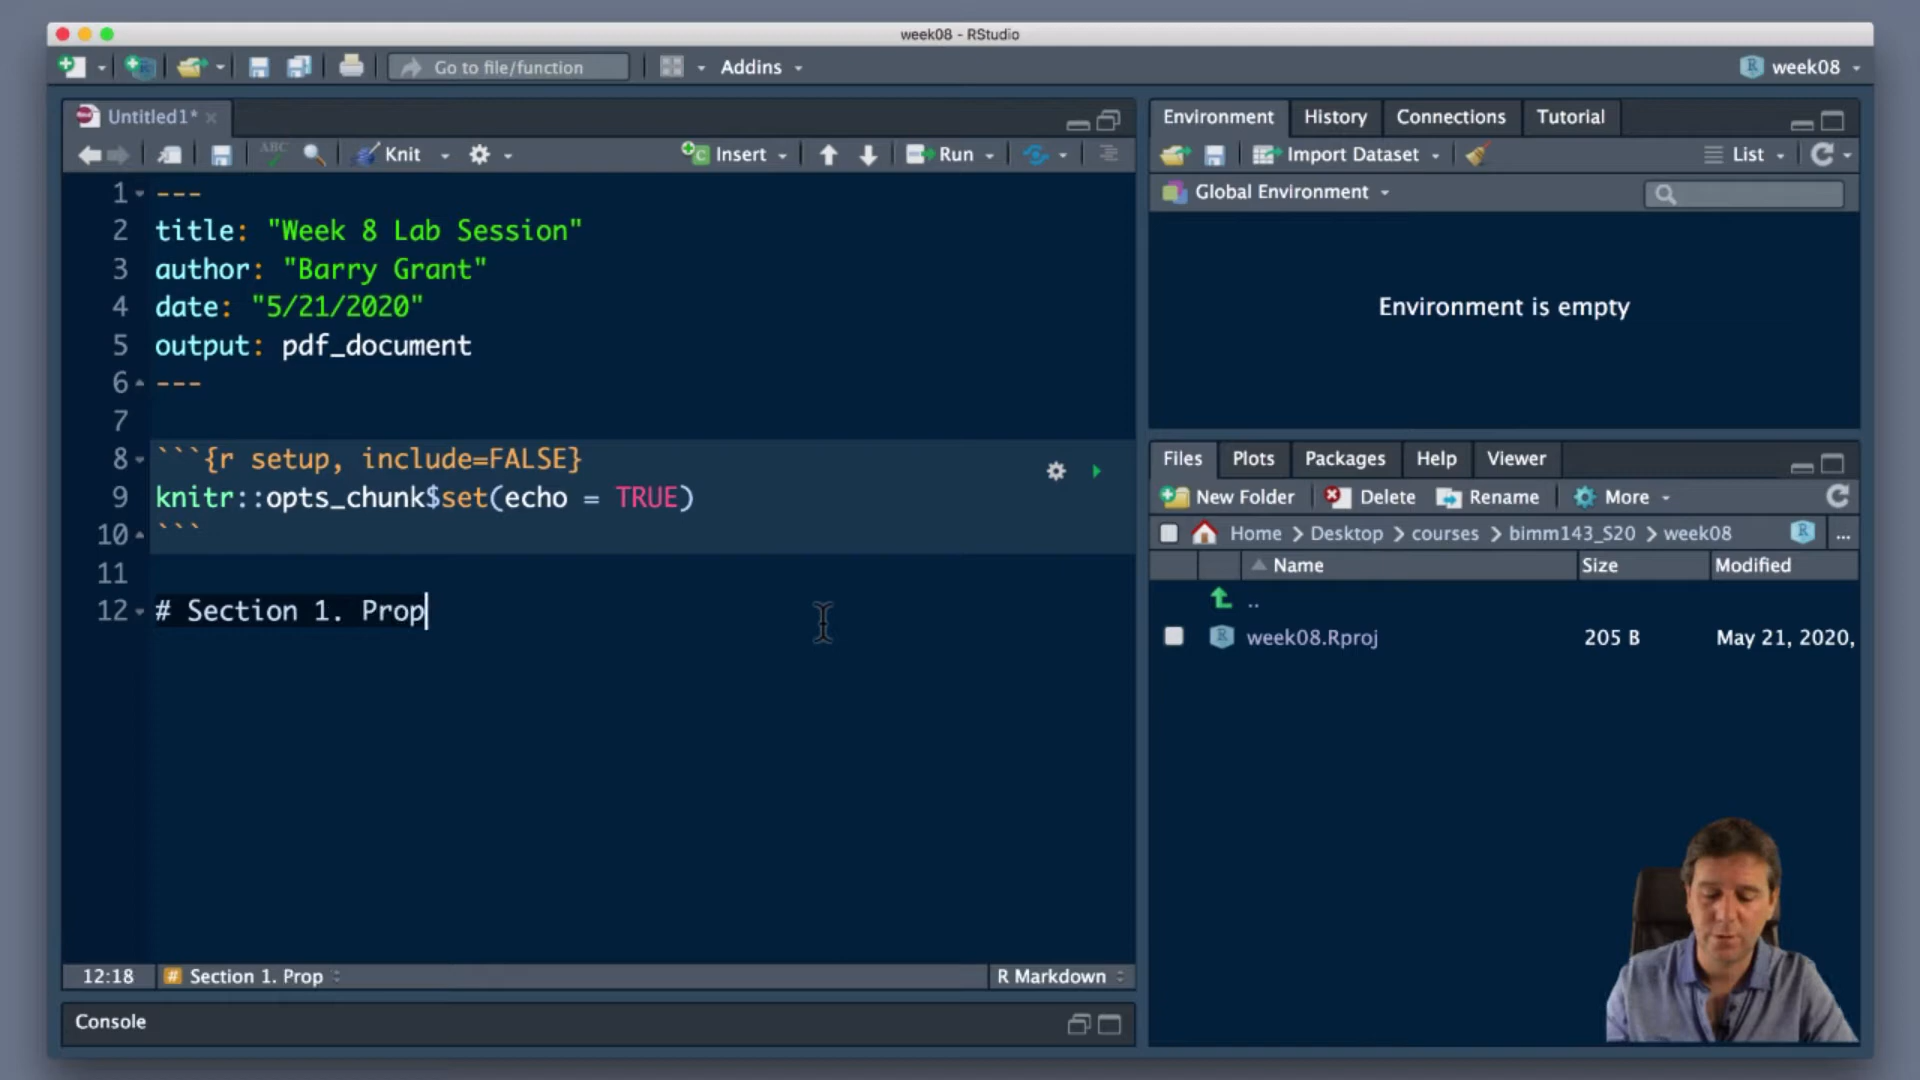 week08 - RStudio
Go to file/function
Addins
week08
Untitled1*
ABC
Knit
Insert
Run
1 ---
2 title: "Week 8 Lab Session"
3 author: "Barry Grant"
4 date: "5/21/2020"
5 output: pdf_document
6 ---
7
8 ```{r setup, include=FALSE}
9 knitr::opts_chunk$set(echo = TRUE)
10 ```
11
12 # Section 1. Prop
12:18 # Section 1. Prop R Markdown
Console
Environment History Connections Tutorial
Import Dataset List
Global Environment
Environment is empty
Files Plots Packages Help Viewer
New Folder Delete Rename More
Home > Desktop > courses > bimm143_S20 > week08 R ...
Name Size Modified
..
week08.Rproj 205 B May 21, 2020,